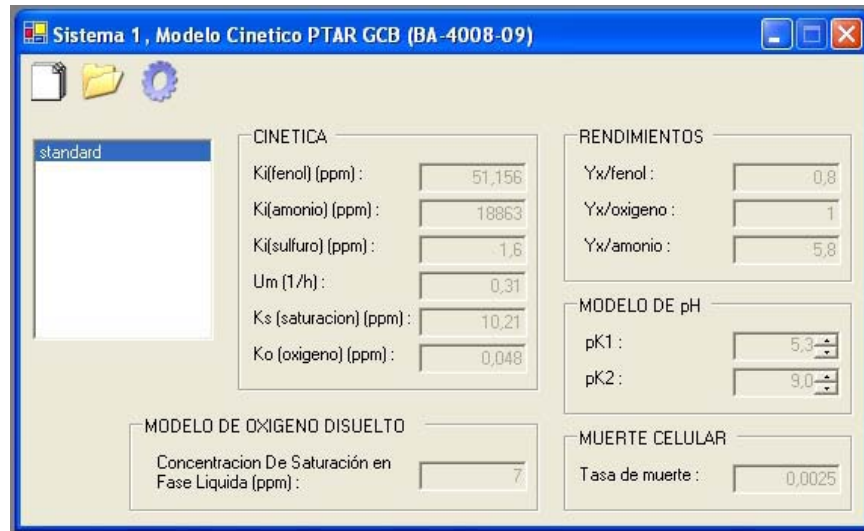 Sistema 1, Modelo Cinetico PTAR GCB (BA-4008-09)
standard
CINETICA
Ki(fenol) (ppm) : 51,156
Ki(amonio) (ppm) : 18863
Ki(sulfuro) (ppm) : 1,6
Um (1/h) : 0,31
Ks (saturacion) (ppm) : 10,21
Ko (oxigeno) (ppm) : 0,048
RENDIMIENTOS
Yx/fenol : 0,8
Yx/oxigeno : 1
Yx/amonio : 5,8
MODELO DE pH
pK1 : 5,3
pK2 : 9,0
MODELO DE OXIGENO DISUELTO
Concentracion De Saturación en
Fase Liquida (ppm) : 7
MUERTE CELULAR
Tasa de muerte : 0,0025